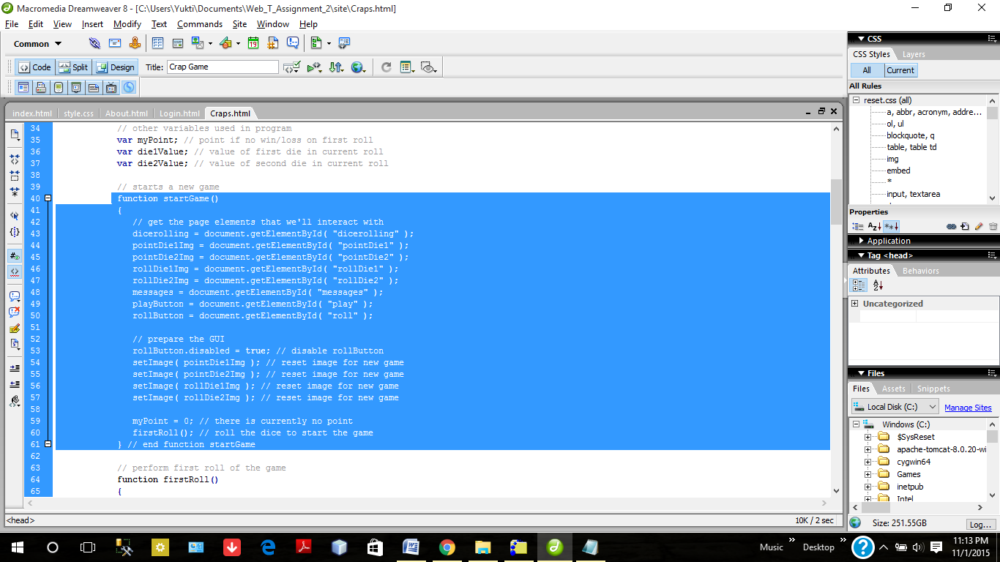 Macromedia Dreamweaver 8 - [C:\Users\Yukti\Documents\Web_T_Assignment_2\site\Craps.html]
File Edit View Insert Modify Text Commands Site Window Help
Common
Code Split Design Title: Crap Game
index.html style.css About.html Login.html Craps.html
34 // other variables used in program
35 var myPoint; // point if no win/loss on first roll
36 var die1Value; // value of first die in current roll
37 var die2Value; // value of second die in current roll
38
39 // starts a new game
40 function startGame()
41 {
42 // get the page elements that we'll interact with
43 dicerolling = document.getElementById( "dicerolling" );
44 pointDie1Img = document.getElementById( "pointDie1" );
45 pointDie2Img = document.getElementById( "pointDie2" );
46 rollDie1Img = document.getElementById( "rollDie1" );
47 rollDie2Img = document.getElementById( "rollDie2" );
48 messages = document.getElementById( "messages" );
49 playButton = document.getElementById( "play" );
50 rollButton = document.getElementById( "roll" );
51
52 // prepare the GUI
53 rollButton.disabled = true; // disable rollButton
54 setImage( pointDie1Img ); // reset image for new game
55 setImage( pointDie2Img ); // reset image for new game
56 setImage( rollDie1Img ); // reset image for new game
57 setImage( rollDie2Img ); // reset image for new game
58
59 myPoint = 0; // there is currently no point
60 firstRoll(); // roll the dice to start the game
61 } // end function startGame
62
63 // perform first roll of the game
64 function firstRoll()
65 {
<head>
10K / 2 sec
CSS
CSS Styles Layers
All Current
All Rules
reset.css (all)
a, abbr, acronym, addre...
ol, ul
blockquote, q
table, table td
img
embed
*
input, textarea
Properties
Application
Tag <head>
Attributes Behaviors
Uncategorized
Files
Files Assets Snippets
Local Disk (C:) Manage Sites
Windows (C:)
$SysReset
apache-tomcat-8.0.20-wi
cygwin64
Games
inetpub
Intel
Size: 251.55GB Log...
Music Desktop
11:13 PM
11/1/2015